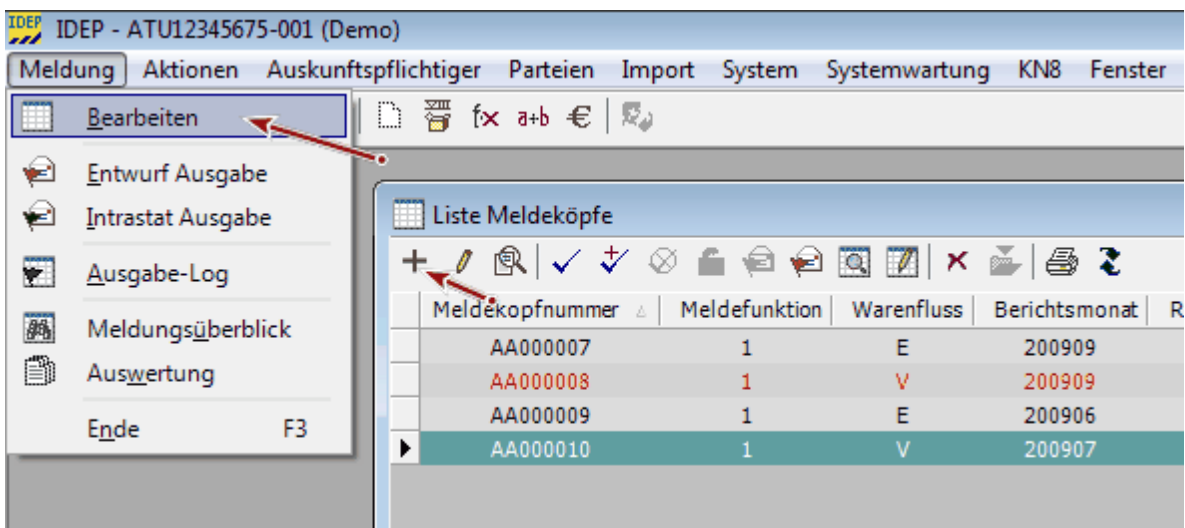 IDEP IDEP - ATU12345675-001 (Demo)
Meldung Aktionen Auskunftspflichtiger Parteien Import System Systemwartung KN8 Fenster
Bearbeiten
f× a+b €
Entwurf Ausgabe
Intrastat Ausgabe
Ausgabe-Log
Meldungsüberblick
Auswertung
Ende F3
Liste Meldeköpfe
Meldekopfnummer Meldefunktion Warenfluss Berichtsmonat R
AA000007 1 E 200909
AA000008 1 V 200909
AA000009 1 E 200906
AA000010 1 V 200907